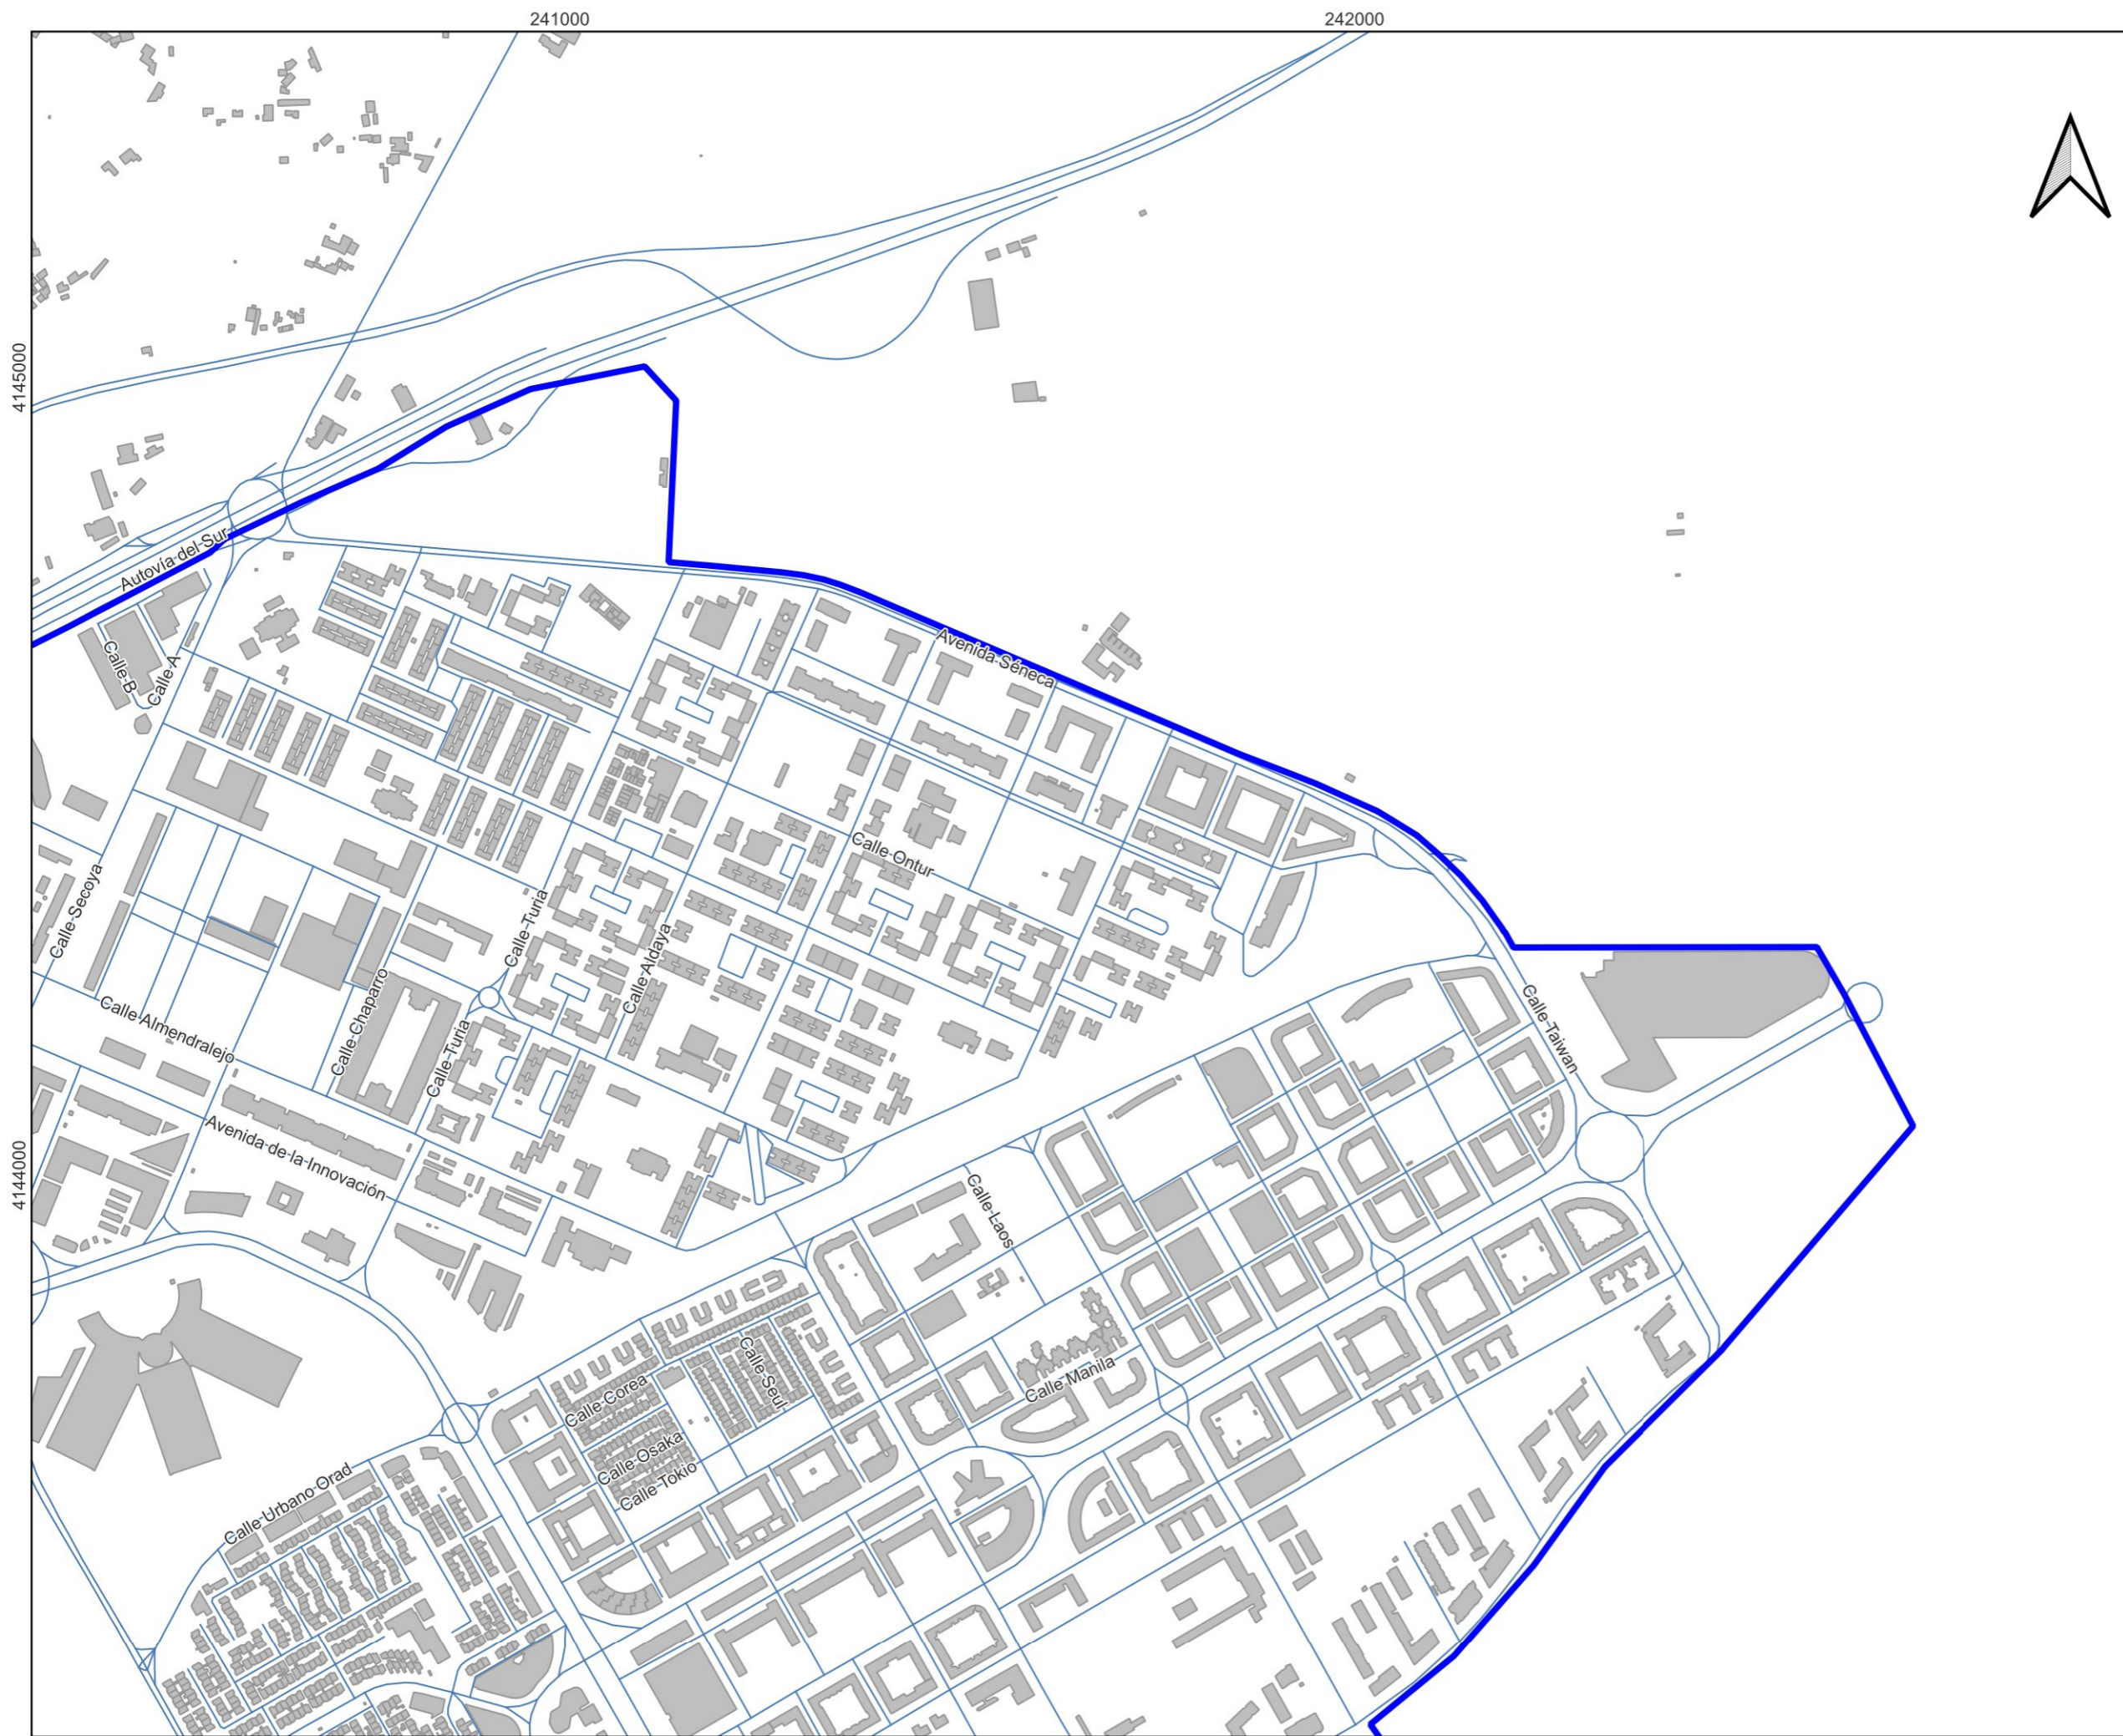 241000
242000
4145000
4144000
Autovía del Sur
Calle B
Calle A
Avenida Séneca
Calle Ontur
Calle Secoya
Calle Turia
Calle Aldaya
Calle Chaparro
Calle Almendralejo
Calle Turia
Calle Taiwan
Avenida de la Innovación
Calle Laos
Calle Seul
Calle Manila
Calle Corea
Calle Osaka
Calle Tokio
Calle Urbano Orad